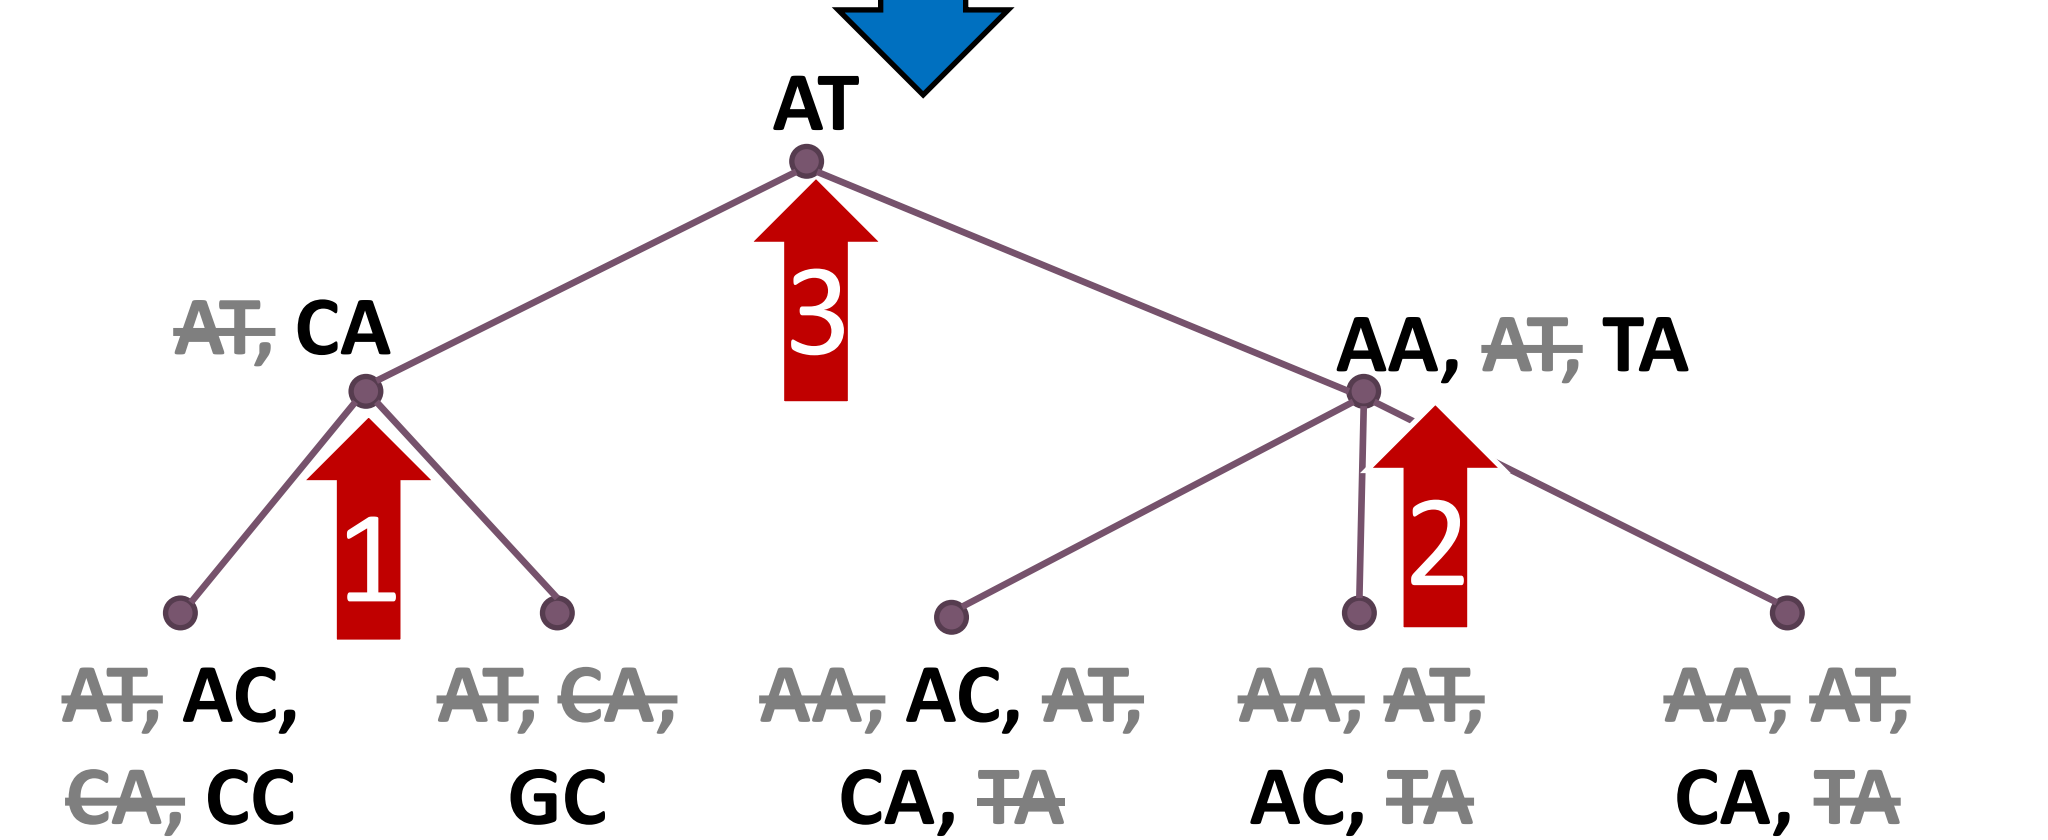 AT
3
AT, CA
AA, AT, TA
1
2
AT, AC,
CA, CC
AT, CA,
GC
AA, AC, AT,
CA, TA
AA, AT,
AC, TA
AA, AT,
CA, TA